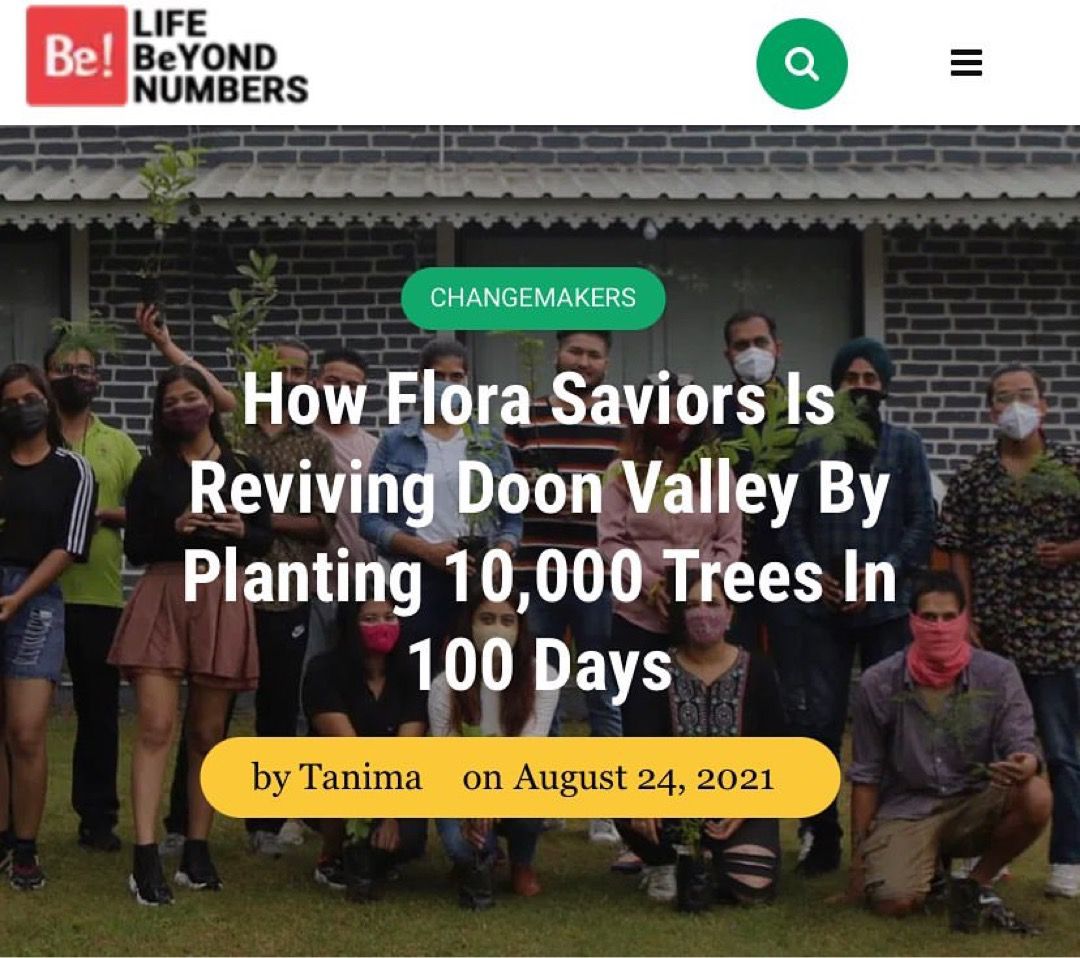 Be!
LIFE
BeYOND
NUMBERS
CHANGEMAKERS
How Flora Saviors Is
Reviving Doon Valley By
Planting 10,000 Trees In
100 Days
by Tanima on August 24, 2021